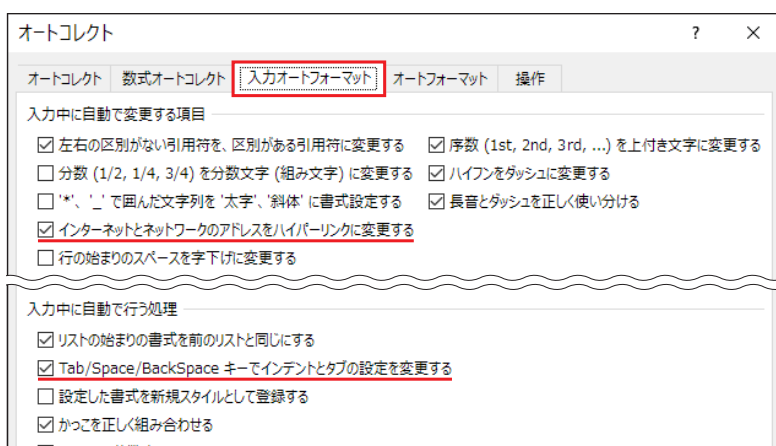 オートコレクト ? ×
オートコレクト 数式オートコレクト 入力オートフォーマット オートフォーマット 操作
入力中に自動で変更する項目
左右の区別がない引用符を、区別がある引用符に変更する 序数 (1st, 2nd, 3rd, ...) を上付き文字に変更する
分数 (1/2, 1/4, 3/4) を分数文字 (組み文字) に変更する ハイフンをダッシュに変更する
'*'、'_' で囲んだ文字列を '太字'、'斜体' に書式設定する 長音とダッシュを正しく使い分ける
インターネットとネットワークのアドレスをハイパーリンクに変更する
行の始まりのスペースを字下げに変更する
入力中に自動で行う処理
リストの始まりの書式を前のリストと同じにする
Tab/Space/BackSpace キーでインデントとタブの設定を変更する
設定した書式を新規スタイルとして登録する
かっこを正しく組み合わせる